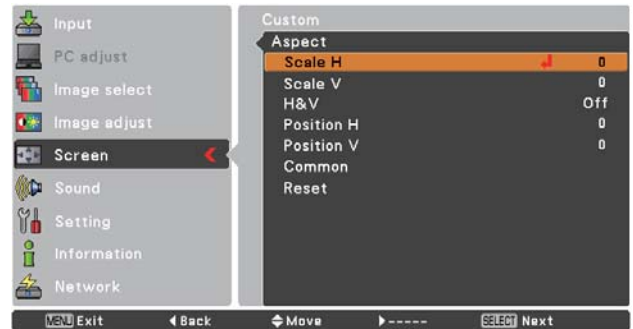 Input
PC adjust
Image select
Image adjust
Screen
Sound
Setting
Information
Network
Custom
Aspect
Scale H 0
Scale V 0
H&V Off
Position H 0
Position V 0
Common
Reset
MENU Exit Back Move ----- SELECT Next